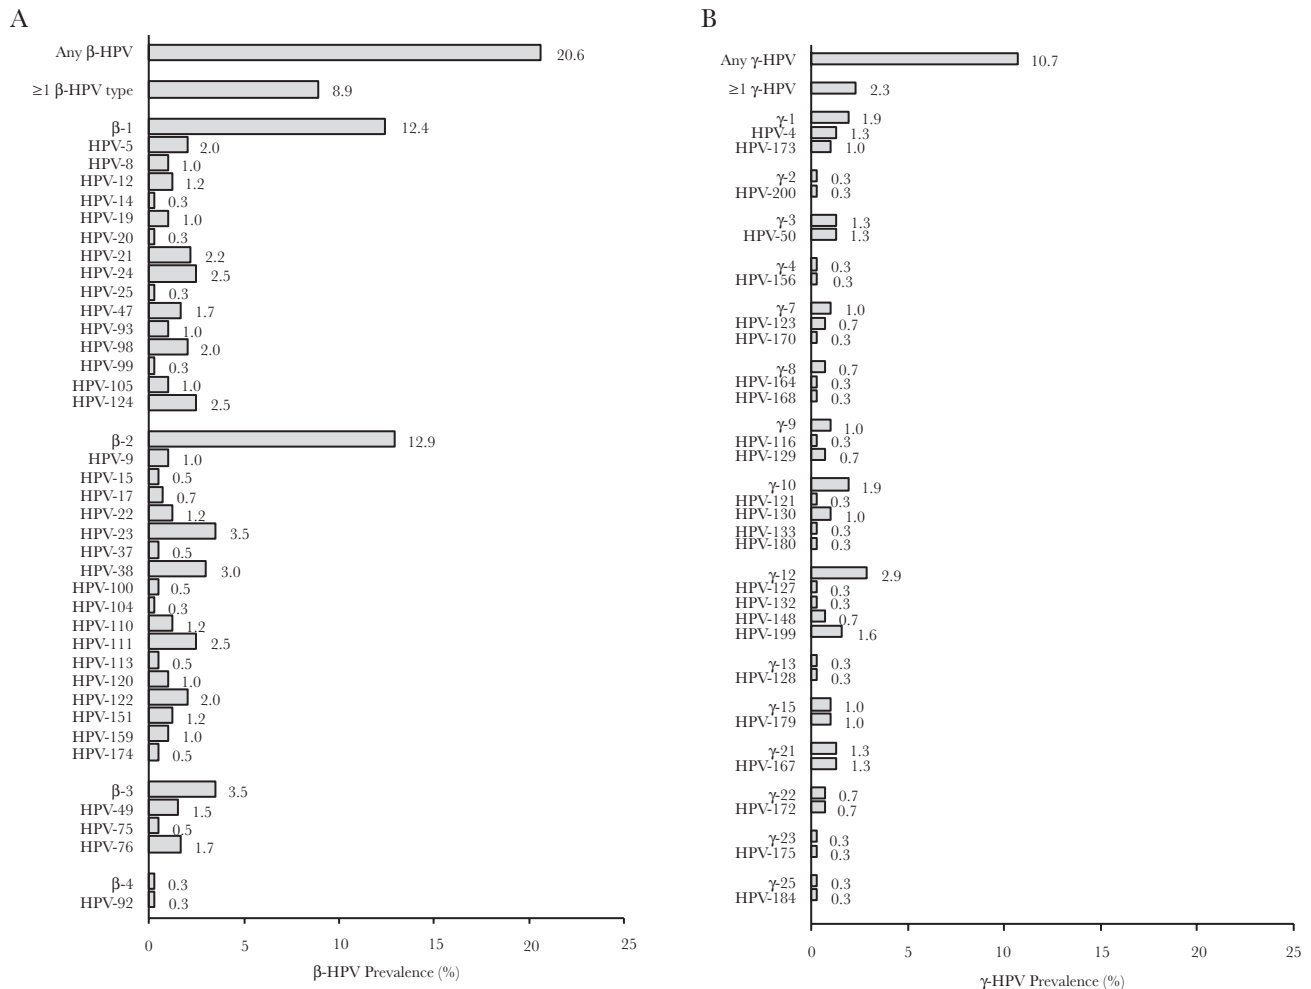 A
Any β-HPV 20.6
≥1 β-HPV type 8.9
β-1 12.4
HPV-5 2.0
HPV-8 1.0
HPV-12 1.2
HPV-14 0.3
HPV-19 1.0
HPV-20 0.3
HPV-21 2.2
HPV-24 2.5
HPV-25 0.3
HPV-47 1.7
HPV-93 1.0
HPV-98 2.0
HPV-99 0.3
HPV-105 1.0
HPV-124 2.5
β-2 12.9
HPV-9 1.0
HPV-15 0.5
HPV-17 0.7
HPV-22 1.2
HPV-23 3.5
HPV-37 0.5
HPV-38 3.0
HPV-100 0.5
HPV-104 0.3
HPV-110 1.2
HPV-111 2.5
HPV-113 0.5
HPV-120 1.0
HPV-122 2.0
HPV-151 1.2
HPV-159 1.0
HPV-174 0.5
β-3 3.5
HPV-49 1.5
HPV-75 0.5
HPV-76 1.7
β-4 0.3
HPV-92 0.3
0 5 10 15 20 25
β-HPV Prevalence (%)
B
Any γ-HPV 10.7
≥1 γ-HPV 2.3
γ-1 1.9
HPV-4 1.3
HPV-173 1.0
γ-2 0.3
HPV-200 0.3
γ-3 1.3
HPV-50 1.3
γ-4 0.3
HPV-156 0.3
γ-7 1.0
HPV-123 0.7
HPV-170 0.3
γ-8 0.7
HPV-164 0.3
HPV-168 0.3
γ-9 1.0
HPV-116 0.3
HPV-129 0.7
γ-10 1.9
HPV-121 0.3
HPV-130 1.0
HPV-133 0.3
HPV-180 0.3
γ-12 2.9
HPV-127 0.3
HPV-132 0.3
HPV-148 0.7
HPV-199 1.6
γ-13 0.3
HPV-128 0.3
γ-15 1.0
HPV-179 1.0
γ-21 1.3
HPV-167 1.3
γ-22 0.7
HPV-172 0.7
γ-23 0.3
HPV-175 0.3
γ-25 0.3
HPV-184 0.3
0 5 10 15 20 25
γ-HPV Prevalence (%)